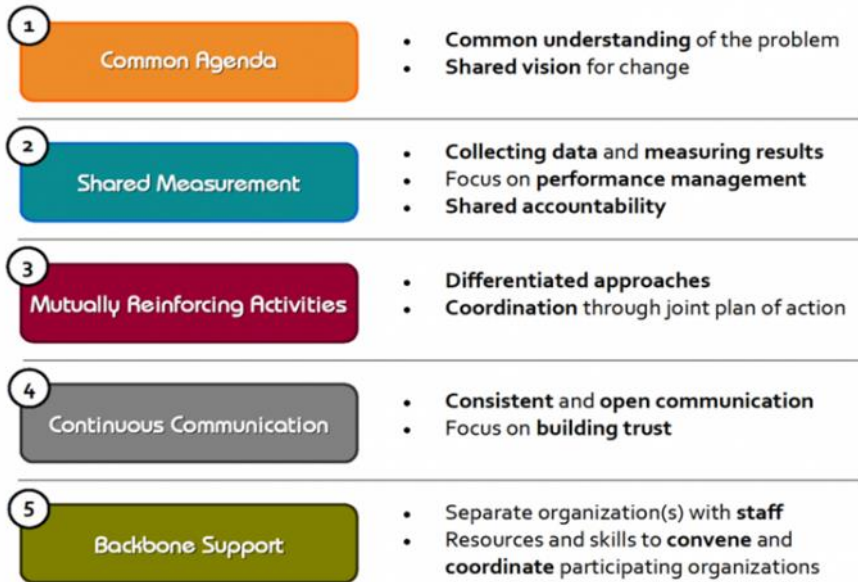 1
Common Agenda
• Common understanding of the problem
• Shared vision for change
2
Shared Measurement
• Collecting data and measuring results
• Focus on performance management
• Shared accountability
3
Mutually Reinforcing Activities
• Differentiated approaches
• Coordination through joint plan of action
4
Continuous Communication
• Consistent and open communication
• Focus on building trust
5
Backbone Support
• Separate organization(s) with staff
• Resources and skills to convene and
coordinate participating organizations